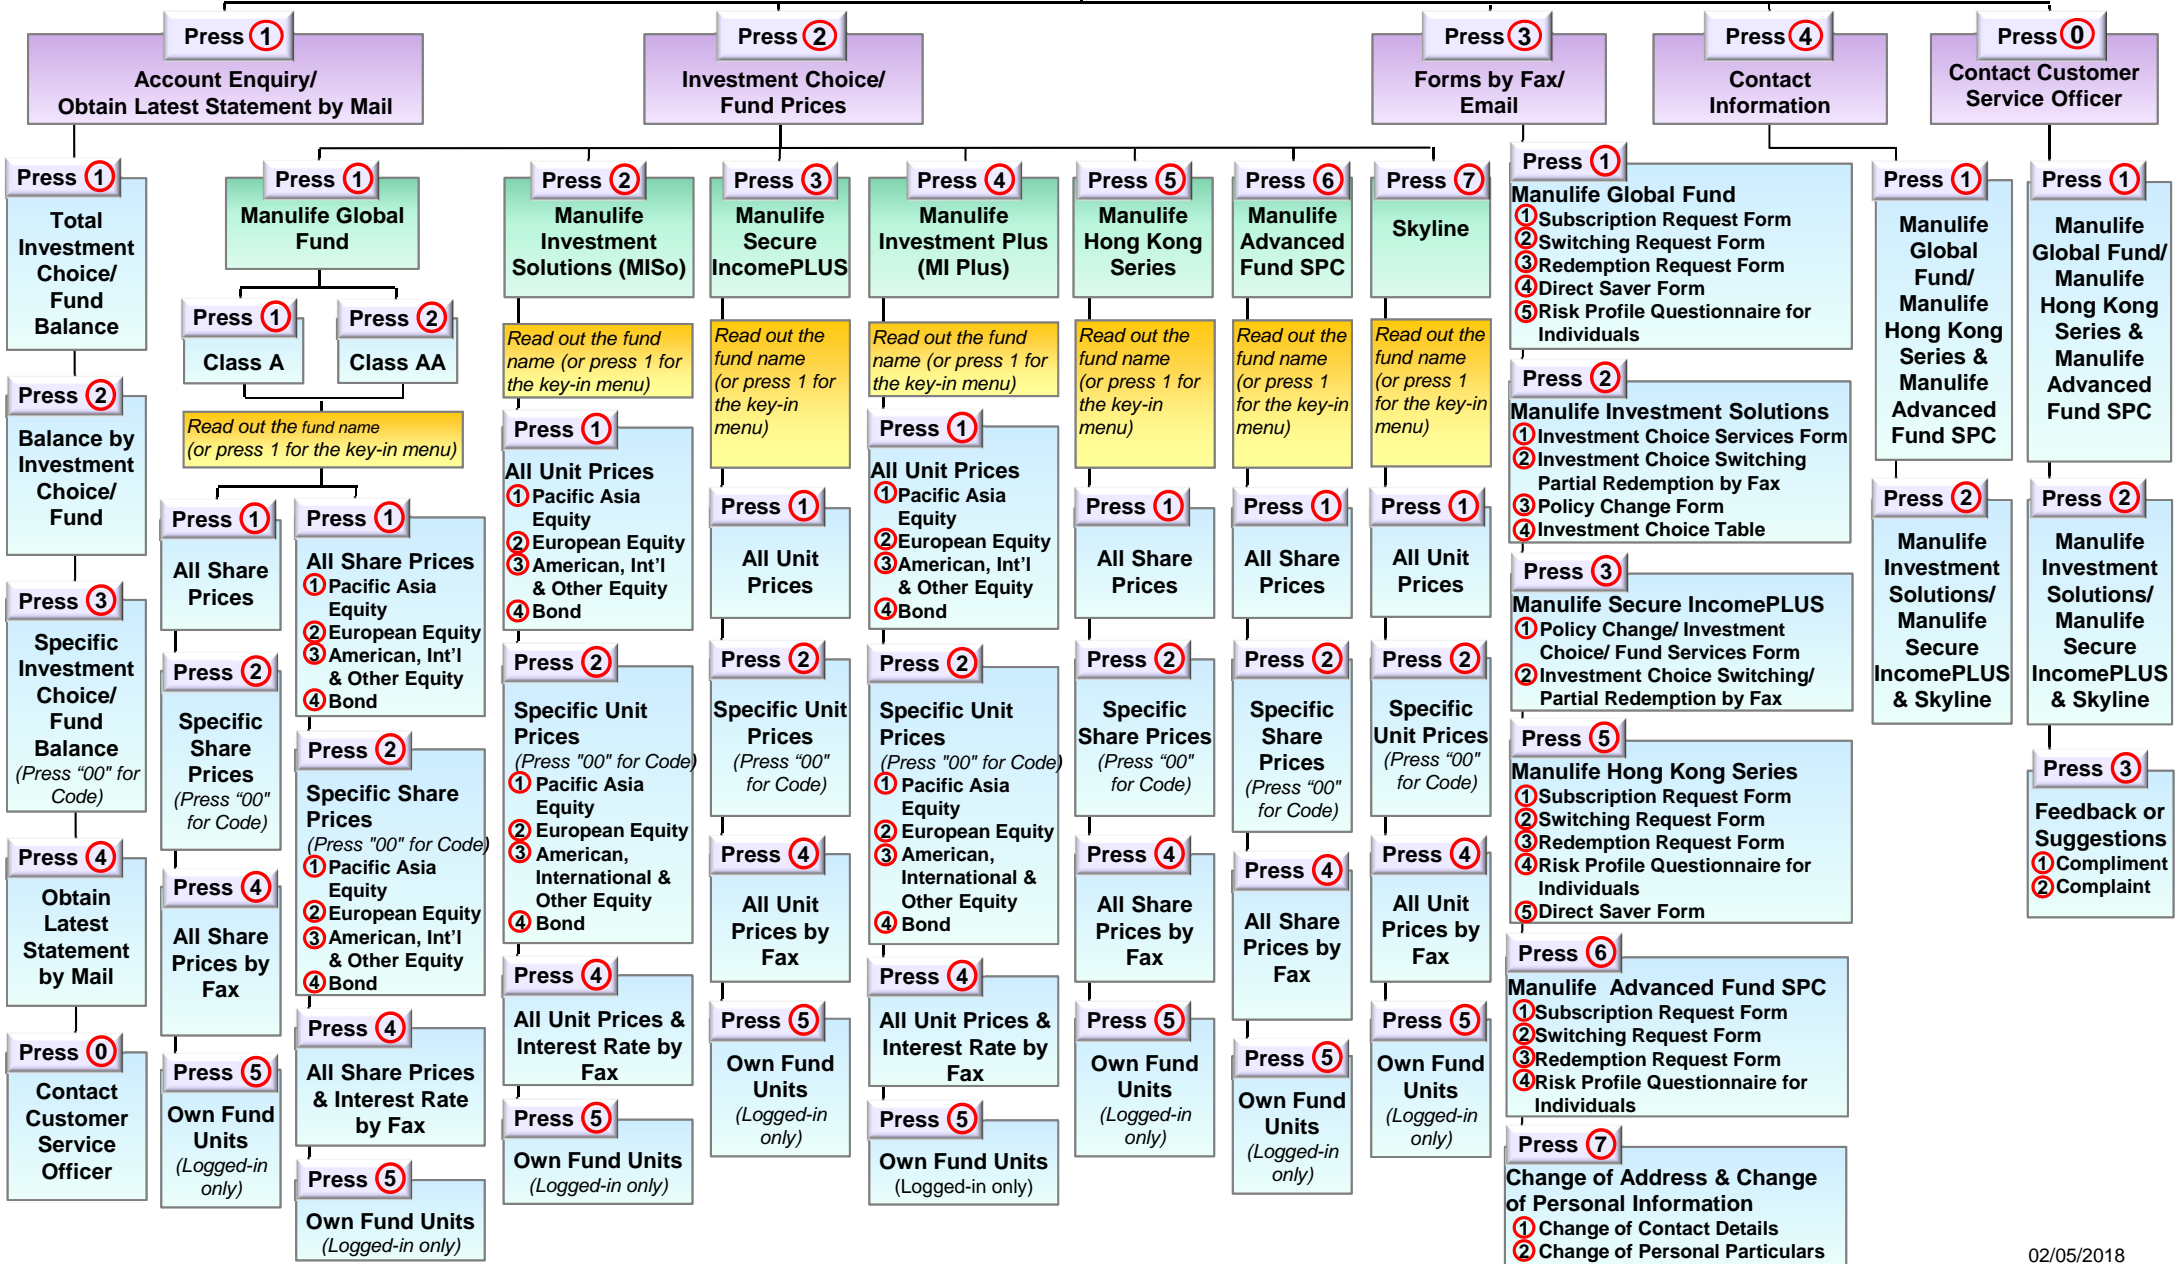 Press 1
Account Enquiry/
Obtain Latest Statement by Mail
Press 1
Total
Investment
Choice/
Fund
Balance
Press 2
Balance by
Investment
Choice/
Fund
Press 3
Specific
Investment
Choice/
Fund
Balance
(Press “00" for
Code)
Press 4
Obtain
Latest
Statement
by Mail
Press 0
Contact
Customer
Service
Officer
Press 2
Investment Choice/
Fund Prices
Press 1
Manulife Global
Fund
Press 1
Class A
Press 2
Class AA
Read out the fund name
(or press 1 for the key-in menu)
Press 1
All Share
Prices
Press 2
Specific
Share
Prices
(Press “00"
for Code)
Press 4
All Share
Prices by
Fax
Press 5
Own Fund
Units
(Logged-in
only)
Press 1
All Share Prices
1 Pacific Asia
Equity
2 European Equity
3 American, Int’l
& Other Equity
4 Bond
Press 2
Specific Share
Prices
(Press "00" for Code)
1 Pacific Asia
Equity
2 European Equity
3 American, Int’l
& Other Equity
4 Bond
Press 4
All Share Prices
& Interest Rate
by Fax
Press 5
Own Fund Units
(Logged-in only)
Press 2
Manulife
Investment
Solutions (MISo)
Read out the fund
name (or press 1 for
the key-in menu)
Press 1
All Unit Prices
1 Pacific Asia
Equity
2 European Equity
3 American, Int’l
& Other Equity
4 Bond
Press 2
Specific Unit
Prices
(Press "00" for Code)
1 Pacific Asia
Equity
2 European Equity
3 American,
International &
Other Equity
4 Bond
Press 4
All Unit Prices &
Interest Rate by
Fax
Press 5
Own Fund Units
(Logged-in only)
Press 3
Manulife
Secure
IncomePLUS
Read out the
fund name
(or press 1 for
the key-in
menu)
Press 1
All Unit
Prices
Press 2
Specific Unit
Prices
(Press “00"
for Code)
Press 4
All Unit
Prices by
Fax
Press 5
Own Fund
Units
(Logged-in
only)
Press 4
Manulife
Investment Plus
(MI Plus)
Read out the fund
name (or press 1 for
the key-in menu)
Press 1
All Unit Prices
1 Pacific Asia
Equity
2 European Equity
3 American, Int’l
& Other Equity
4 Bond
Press 2
Specific Unit
Prices
(Press "00" for Code)
1 Pacific Asia
Equity
2 European Equity
3 American,
International &
Other Equity
4 Bond
Press 4
All Unit Prices &
Interest Rate by
Fax
Press 5
Own Fund Units
(Logged-in only)
Press 5
Manulife
Hong Kong
Series
Read out the
fund name
(or press 1 for
the key-in
menu)
Press 1
All Share
Prices
Press 2
Specific
Share Prices
(Press “00"
for Code)
Press 4
All Share
Prices by
Fax
Press 5
Own Fund
Units
(Logged-in
only)
Press 6
Manulife
Advanced
Fund SPC
Read out the
fund name
(or press 1
for the key-in
menu)
Press 1
All Share
Prices
Press 2
Specific
Share
Prices
(Press “00"
for Code)
Press 4
All Share
Prices by
Fax
Press 5
Own Fund
Units
(Logged-in
only)
Press 7
Skyline
Read out the
fund name
(or press 1
for the key-in
menu)
Press 1
All Unit
Prices
Press 2
Specific
Unit Prices
(Press “00"
for Code)
Press 4
All Unit
Prices by
Fax
Press 5
Own Fund
Units
(Logged-in
only)
Press 3
Forms by Fax/
Email
Press 1
Manulife Global Fund
1 Subscription Request Form
2 Switching Request Form
3 Redemption Request Form
4 Direct Saver Form
5 Risk Profile Questionnaire for
Individuals
Press 2
Manulife Investment Solutions
1 Investment Choice Services Form
2 Investment Choice Switching
Partial Redemption by Fax
3 Policy Change Form
4 Investment Choice Table
Press 3
Manulife Secure IncomePLUS
1 Policy Change/ Investment
Choice/ Fund Services Form
2 Investment Choice Switching/
Partial Redemption by Fax
Press 5
Manulife Hong Kong Series
1 Subscription Request Form
2 Switching Request Form
3 Redemption Request Form
4 Risk Profile Questionnaire for
Individuals
5 Direct Saver Form
Press 6
Manulife Advanced Fund SPC
1 Subscription Request Form
2 Switching Request Form
3 Redemption Request Form
4 Risk Profile Questionnaire for
Individuals
Press 7
Change of Address & Change
of Personal Information
1 Change of Contact Details
2 Change of Personal Particulars
Press 4
Contact
Information
Press 1
Manulife
Global
Fund/
Manulife
Hong Kong
Series &
Manulife
Advanced
Fund SPC
Press 2
Manulife
Investment
Solutions/
Manulife
Secure
IncomePLUS
& Skyline
Press 0
Contact Customer
Service Officer
Press 1
Manulife
Global Fund/
Manulife
Hong Kong
Series &
Manulife
Advanced
Fund SPC
Press 2
Manulife
Investment
Solutions/
Manulife
Secure
IncomePLUS
& Skyline
Press 3
Feedback or
Suggestions
1 Compliment
2 Complaint
02/05/2018